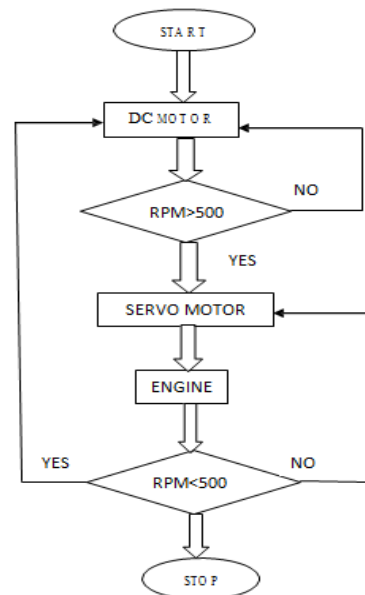 START
DC MOTOR
NO
RPM>500
YES
SERVO MOTOR
ENGINE
YES
NO
RPM<500
STOP